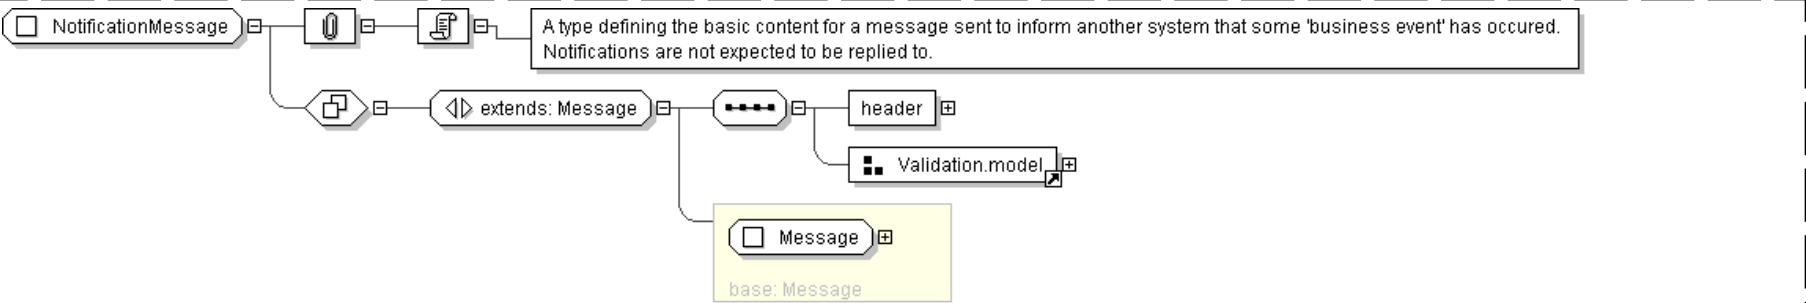 NotificationMessage
A type defining the basic content for a message sent to inform another system that some 'business event' has occured.
Notifications are not expected to be replied to.
extends: Message
header
Validation.model
Message
base: Message